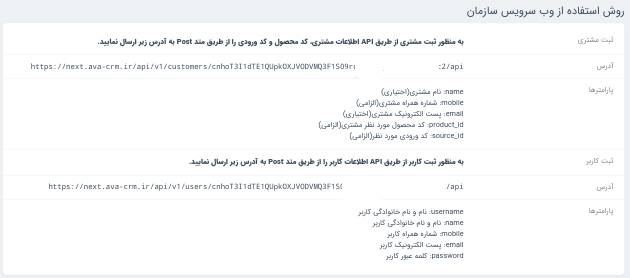 روش استفاده از وب سرویس سازمان
ثبت مشتری
به منظور ثبت مشتری از طریق API اطلاعات مشتری، کد محصول و کد ورودی را از طریق متد Post به آدرس زیر ارسال نمایید.
آدرس
https://next.ava-crm.ir/api/v1/customers/cnhoT3I1dTE1QUpkOXJVODVMQ3F1SO9r :2/api
پارامترها
name: نام مشتری(اختیاری)
mobile: شماره همراه مشتری(الزامی)
email: پست الکترونیک مشتری(اختیاری)
product_id: کد محصول مورد نظر مشتری(الزامی)
source_id: کد ورودی مورد نظر(الزامی)
ثبت کاربر
به منظور ثبت کاربر از طریق API اطلاعات کاربر را از طریق متد Post به آدرس زیر ارسال نمایید.
آدرس
https://next.ava-crm.ir/api/v1/users/cnhoT3I1dTE1QUpkOXJVODVMQ3F1S /api
پارامترها
username: نام و نام خانوادگی کاربر
name: نام و نام خانوادگی کاربر
mobile: شماره همراه کاربر
email: پست الکترونیک کاربر
password: کلمه عبور کاربر